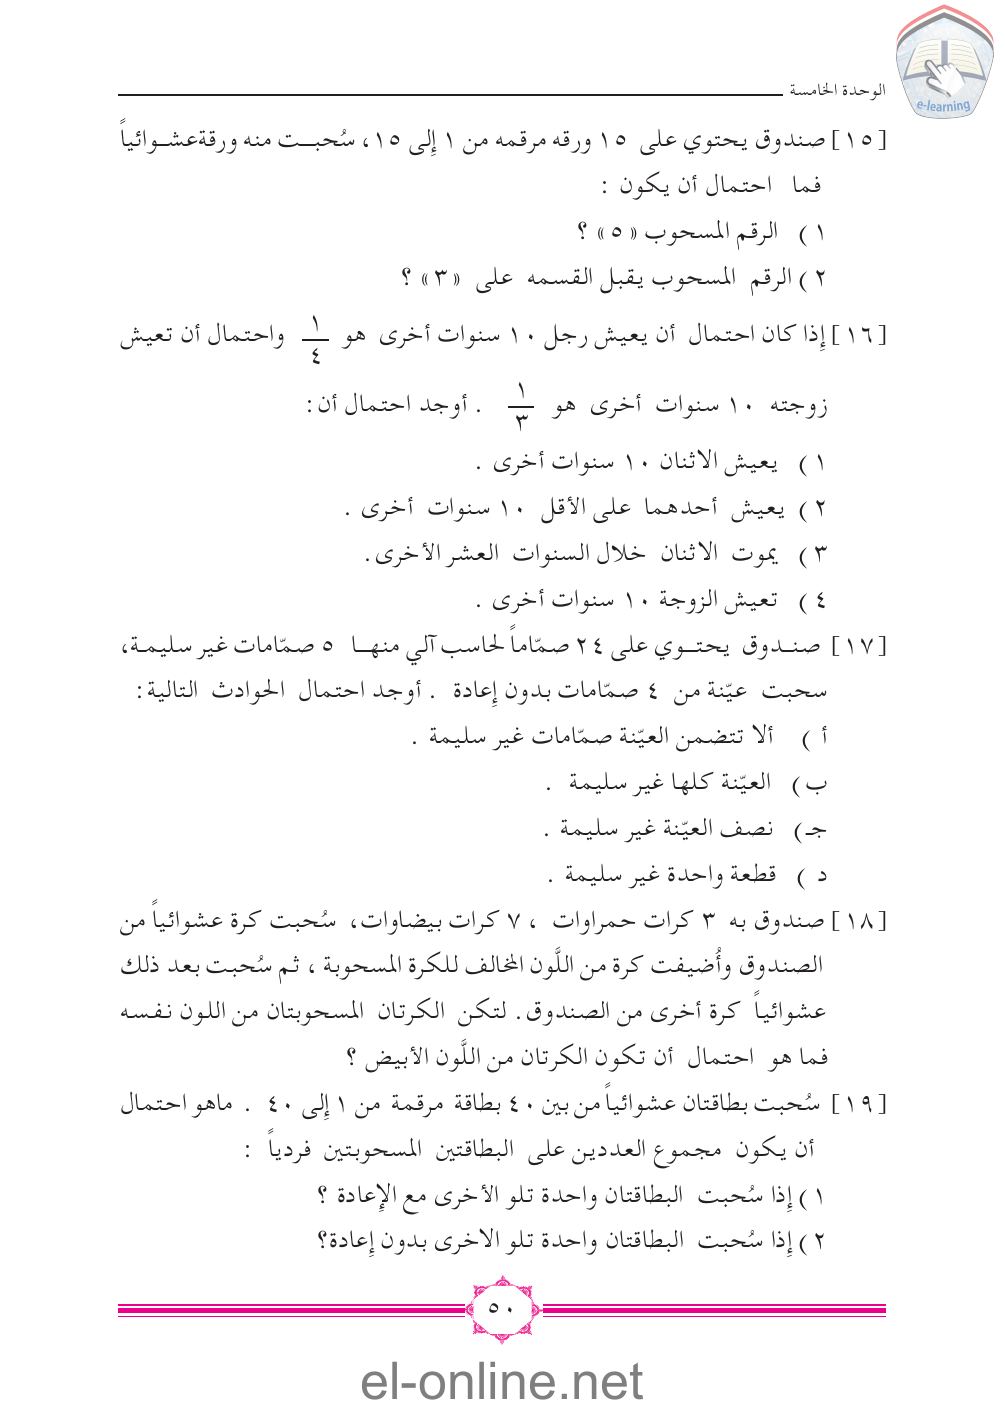 e-learning
الوحدة الخامسة
[١٥] صندوق يحتوي على ١٥ ورقه مرقمه من ١ إلى ١٥، سُحبـت منه ورقةعشـوائياً
فما احتمال أن يكون :
١ ) الرقم المسحوب «٥» ؟
٢ ) الرقم المسحوب يقبل القسمه على «٣» ؟
[١٦] إذا كان احتمال أن يعيش رجل ١٠ سنوات أخرى هو ١/٤ واحتمال أن تعيش
زوجته ١٠ سنوات أخرى هو ١/٣ . أوجد احتمال أن:
١ ) يعيش الاثنان ١٠ سنوات أخرى .
٢ ) يعيش أحدهما على الأقل ١٠ سنوات أخرى .
٣ ) يموت الاثنان خلال السنوات العشر الأخرى.
٤ ) تعيش الزوجة ١٠ سنوات أخرى .
[١٧] صنـدوق يحتـوي على ٢٤ صمّاماً لحاسب آلي منهـا ٥ صمّامات غير سليمـة،
سحبت عيّنة من ٤ صمّامات بدون إعادة . أوجد احتمال الحوادث التالية:
أ ) ألا تتضمن العيّنة صمّامات غير سليمة .
ب) العيّنة كلها غير سليمة .
جـ) نصف العيّنة غير سليمة .
د ) قطعة واحدة غير سليمة .
[١٨] صندوق به ٣ كرات حمراوات ، ٧ كرات بيضاوات، سُحبت كرة عشوائياً من
الصندوق وأُضيفت كرة من اللَّون المخالف للكرة المسحوبة ، ثم سُحبت بعد ذلك
عشوائياً كرة أخرى من الصندوق. لتكن الكرتان المسحوبتان من اللون نفسه
فما هو احتمال أن تكون الكرتان من اللَّون الأبيض ؟
[١٩] سُحبت بطاقتان عشوائياً من بين ٤٠ بطاقة مرقمة من ١ إلى ٤٠ . ماهو احتمال
أن يكون مجموع العددين على البطاقتين المسحوبتين فردياً :
١ ) إذا سُحبت البطاقتان واحدة تلو الأخرى مع الإعادة ؟
٢ ) إذا سُحبت البطاقتان واحدة تلو الاخرى بدون إعادة؟
٥٠
el-online.net